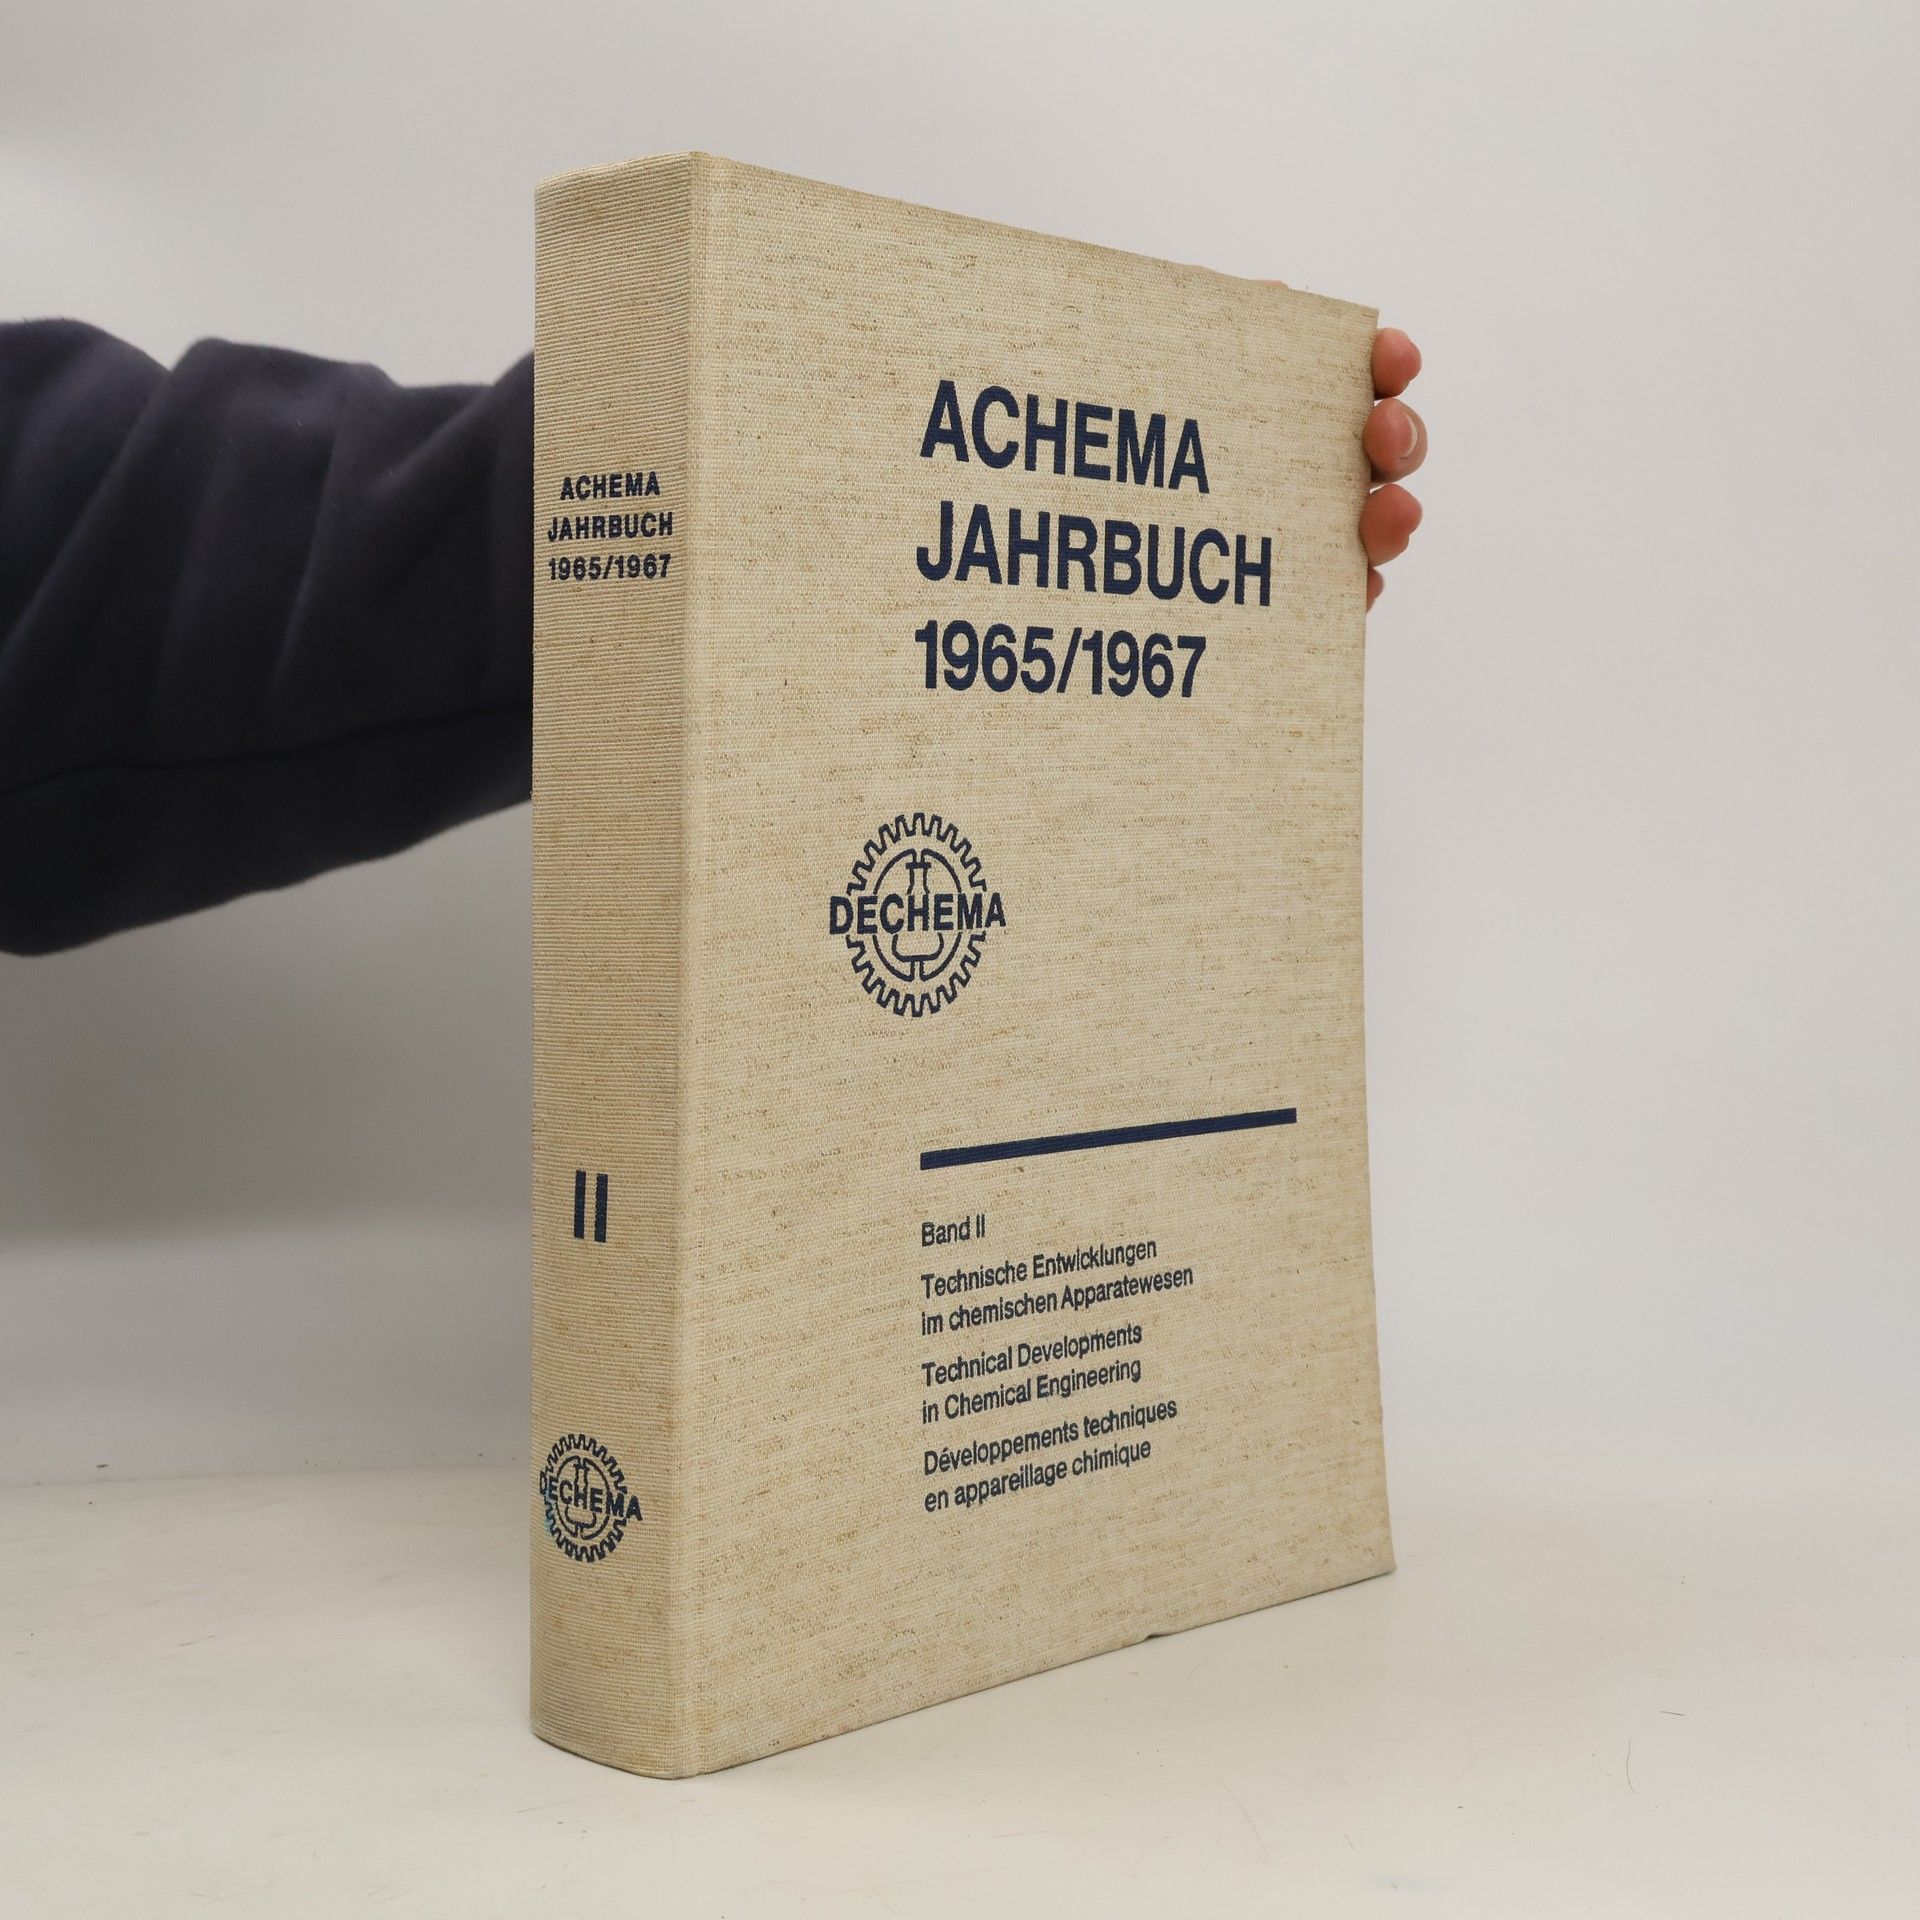 ACHEMA
JAHRBUCH
1965/1967
II
DECHEMA
ACHEMA
JAHRBUCH
1965/1967
DECHEMA
Band II
Technische Entwicklungen
im chemischen Apparatewesen
Technical Developments
in Chemical Engineering
Développements techniques
en appareillage chimique